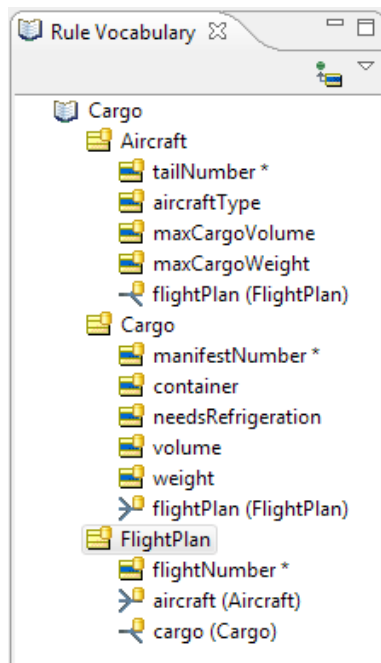 Rule Vocabulary
Cargo
Aircraft
tailNumber *
aircraftType
maxCargoVolume
maxCargoWeight
flightPlan (FlightPlan)
Cargo
manifestNumber *
container
needsRefrigeration
volume
weight
flightPlan (FlightPlan)
FlightPlan
flightNumber *
aircraft (Aircraft)
cargo (Cargo)